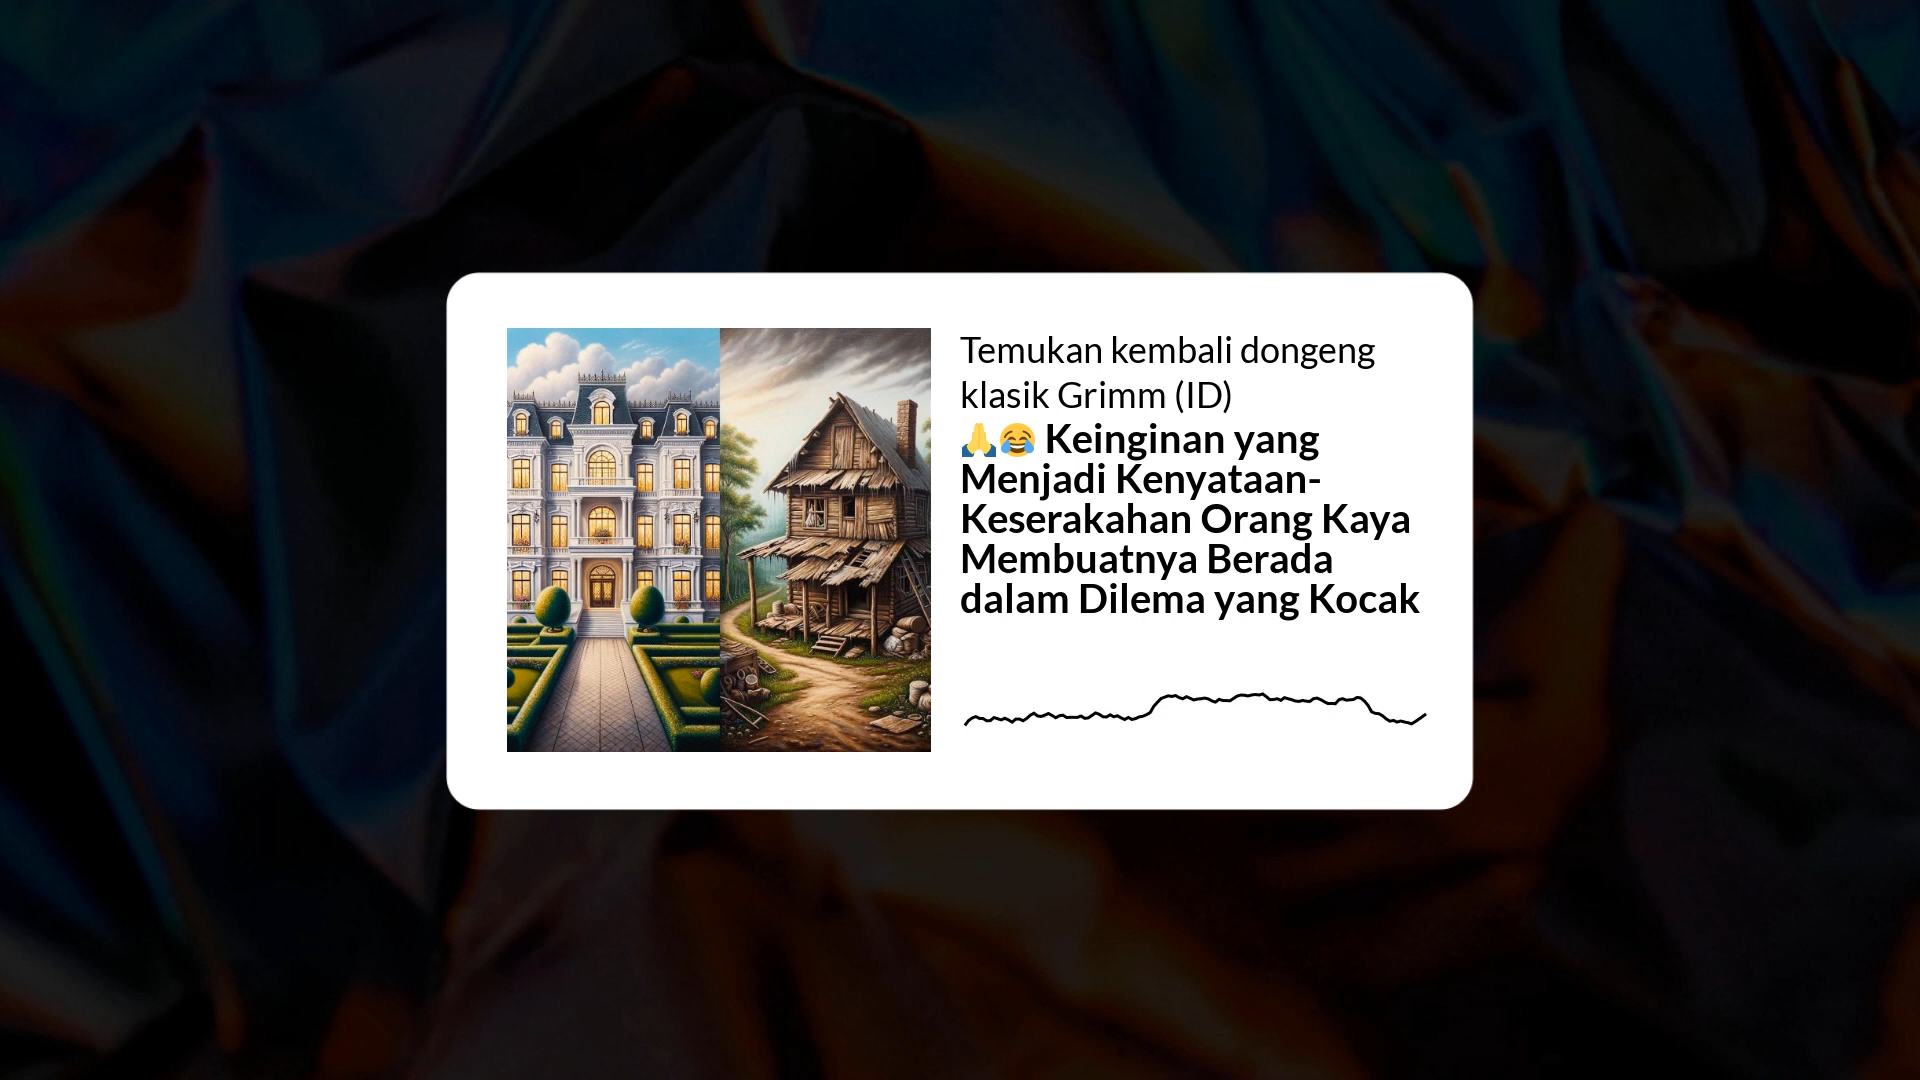 Temukan kembali dongeng
klasik Grimm (ID)
🙏😂 Keinginan yang
Menjadi Kenyataan-
Keserakahan Orang Kaya
Membuatnya Berada
dalam Dilema yang Kocak